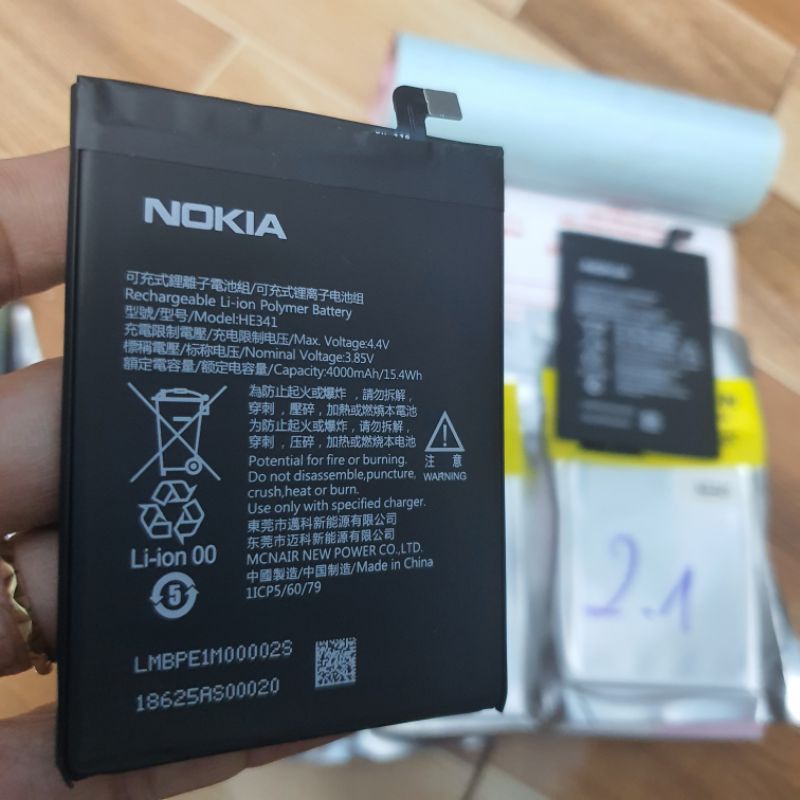 NOKIA
可充式鋰離子電池組/可充式锂离子电池组
Rechargeable Li-ion Polymer Battery
型號/型号/Model:HE341
充電限制電壓/充电限制电压/Max. Voltage:4.4V
標稱電壓/标称电压/Nominal Voltage:3.85V
額定電容量/额定电容量/Capacity:4000mAh/15.4Wh
為防止起火或爆炸，請勿拆解，
穿刺，壓碎，加熱或燃燒本電池
为防止起火或爆炸，请勿拆解，
穿刺，压碎，加热或燃烧本电池
Potential for fire or burning.
Do not disassemble,puncture,
crush,heat or burn.
Use only with specified charger.
注 意
WARNING
東莞市邁科新能源有限公司
东莞市迈科新能源有限公司
MCNAIR NEW POWER CO.,LTD.
中國製造/中国制造/Made in China
1ICP5/60/79
Li-ion 00
5
LMBPE1M00002S
18625AS00020
NOKIA
2.1